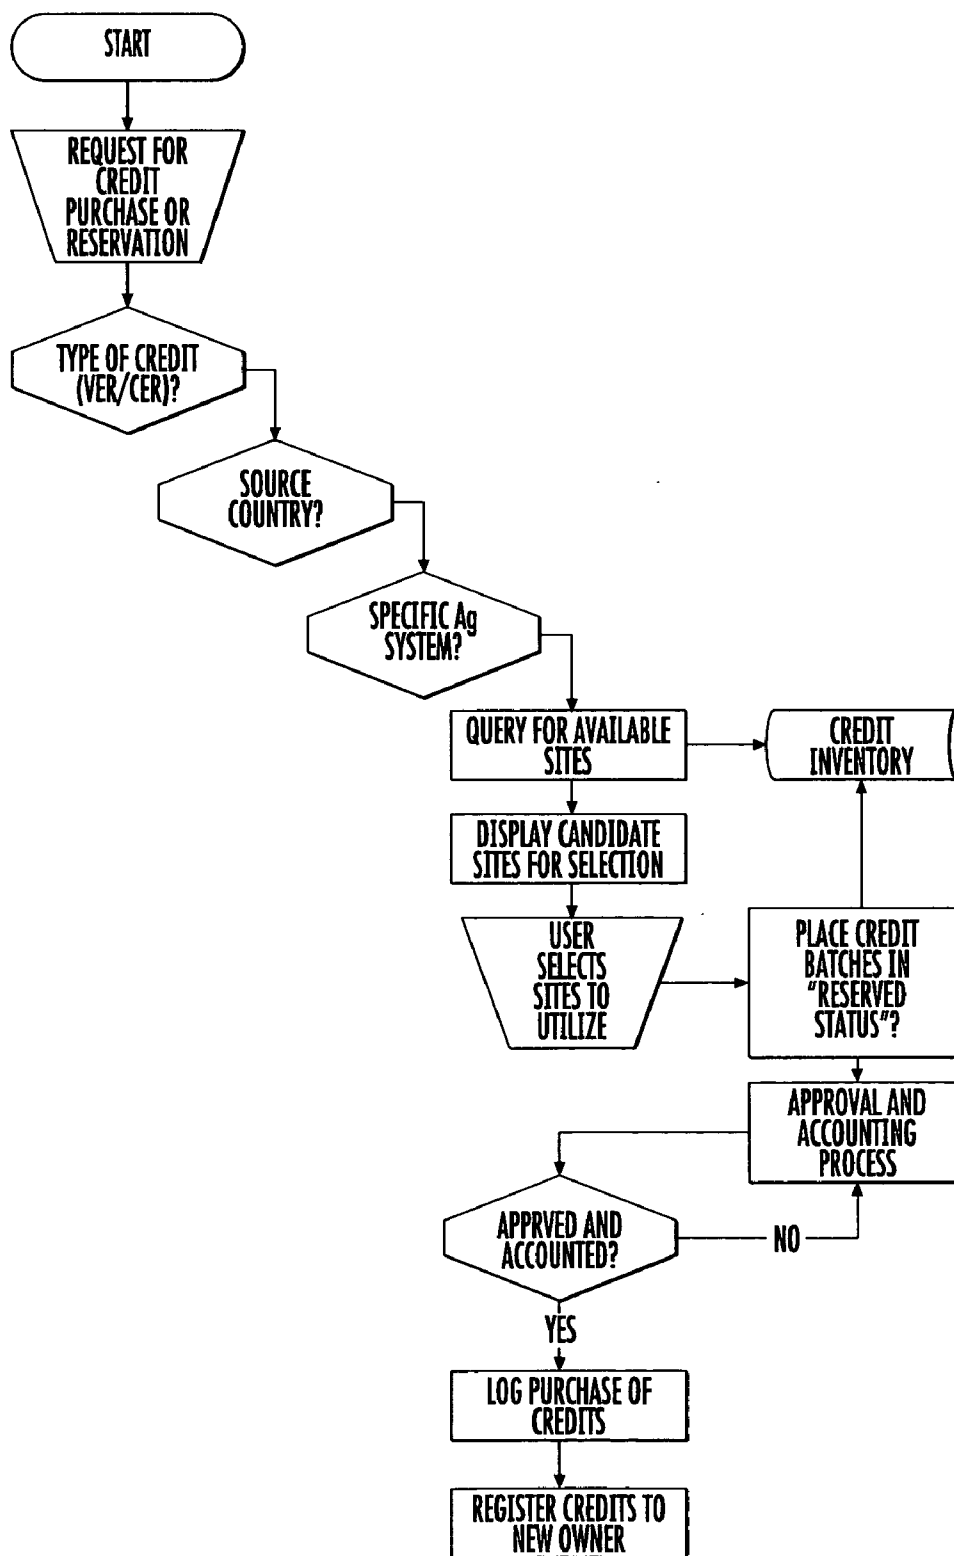 START
REQUEST FOR
CREDIT
PURCHASE OR
RESERVATION
TYPE OF CREDIT
(VER/CER)?
SOURCE
COUNTRY?
SPECIFIC Ag
SYSTEM?
QUERY FOR AVAILABLE
SITES
CREDIT
INVENTORY
DISPLAY CANDIDATE
SITES FOR SELECTION
USER
SELECTS
SITES TO
UTILIZE
PLACE CREDIT
BATCHES IN
"RESERVED
STATUS"?
APPROVAL AND
ACCOUNTING
PROCESS
APPRVED AND
ACCOUNTED?
NO
YES
LOG PURCHASE OF
CREDITS
REGISTER CREDITS TO
NEW OWNER